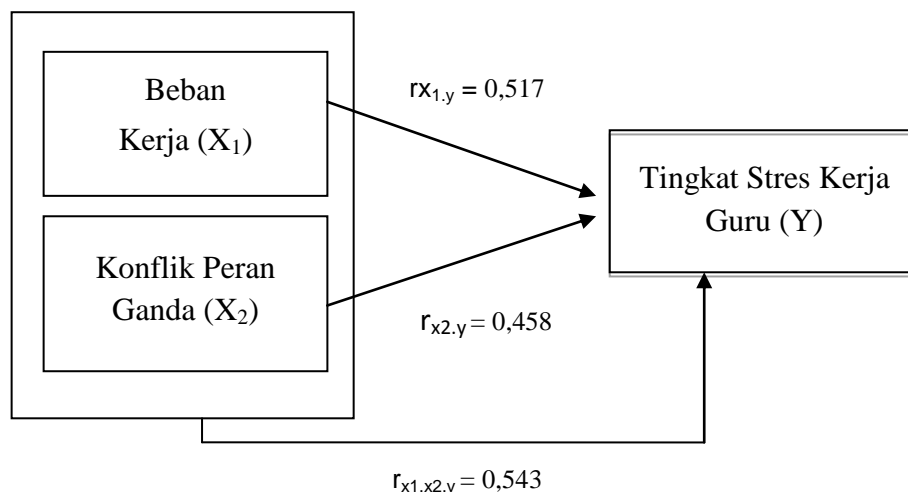 Beban
Kerja (X₁)
rx₁.y = 0,517
Tingkat Stres Kerja
Guru (Y)
Konflik Peran
Ganda (X₂)
rₓ₂.y = 0,458
rₓ₁.ₓ₂.y = 0,543